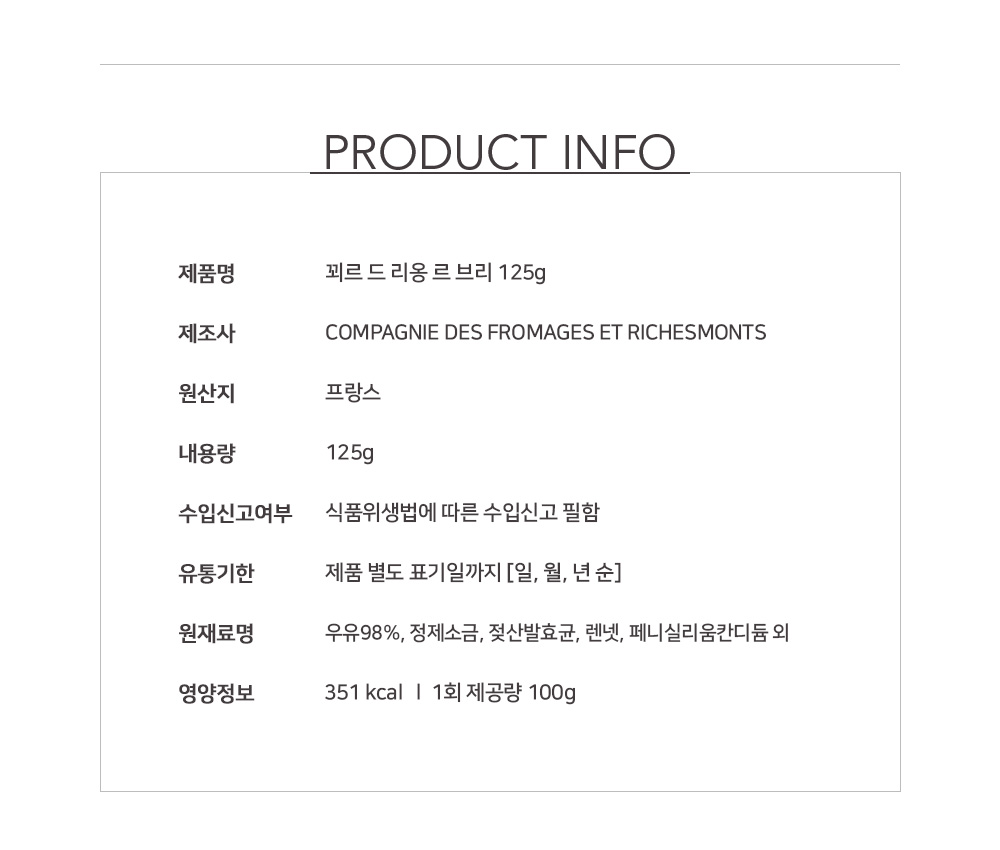 PRODUCT INFO
제품명 꾀르 드 리옹 르 브리 125g
제조사 COMPAGNIE DES FROMAGES ET RICHESMONTS
원산지 프랑스
내용량 125g
수입신고여부 식품위생법에 따른 수입신고 필함
유통기한 제품 별도 표기일까지 [일, 월, 년 순]
원재료명 우유98%, 정제소금, 젖산발효균, 렌넷, 페니실리움칸디듐 외
영양정보 351 kcal ㅣ 1회 제공량 100g